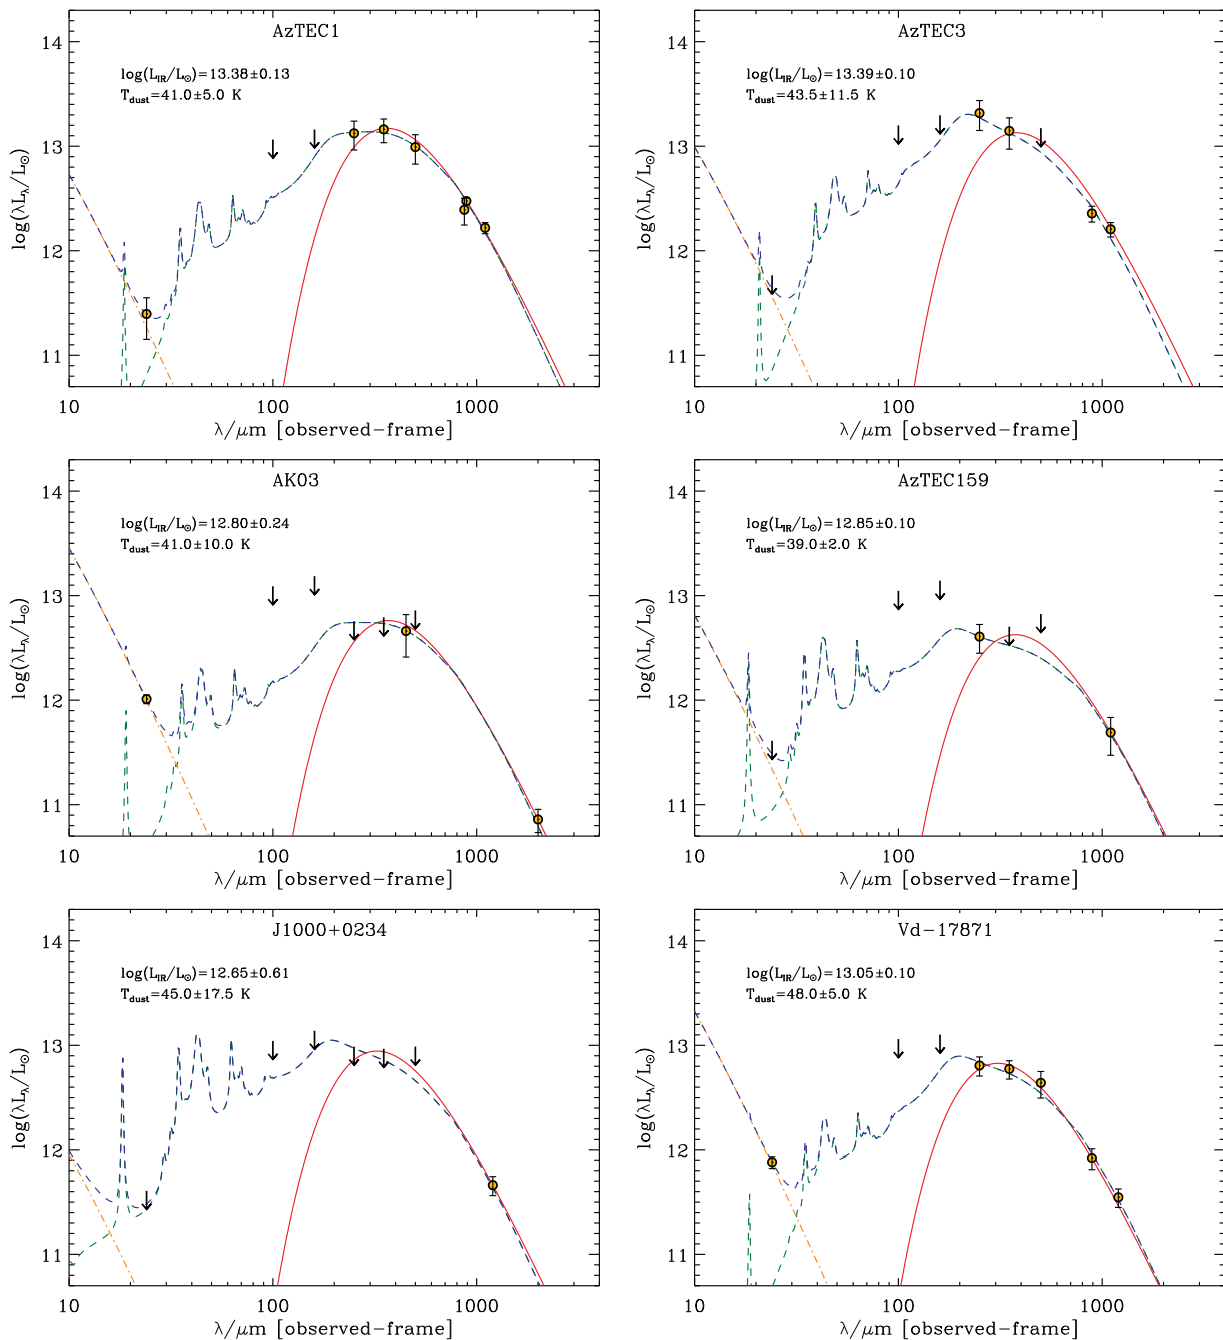 AzTEC1
log(L_IR/L_⊙)=13.38±0.13
T_dust=41.0±5.0 K
14
13
12
11
log(λL_λ/L_⊙)
10 100 1000
λ/μm [observed−frame]
AzTEC3
log(L_IR/L_⊙)=13.39±0.10
T_dust=43.5±11.5 K
14
13
12
11
log(λL_λ/L_⊙)
10 100 1000
λ/μm [observed−frame]
AK03
log(L_IR/L_⊙)=12.80±0.24
T_dust=41.0±10.0 K
14
13
12
11
log(λL_λ/L_⊙)
10 100 1000
λ/μm [observed−frame]
AzTEC159
log(L_IR/L_⊙)=12.85±0.10
T_dust=39.0±2.0 K
14
13
12
11
log(λL_λ/L_⊙)
10 100 1000
λ/μm [observed−frame]
J1000+0234
log(L_IR/L_⊙)=12.65±0.61
T_dust=45.0±17.5 K
14
13
12
11
log(λL_λ/L_⊙)
10 100 1000
λ/μm [observed−frame]
Vd−17871
log(L_IR/L_⊙)=13.05±0.10
T_dust=48.0±5.0 K
14
13
12
11
log(λL_λ/L_⊙)
10 100 1000
λ/μm [observed−frame]